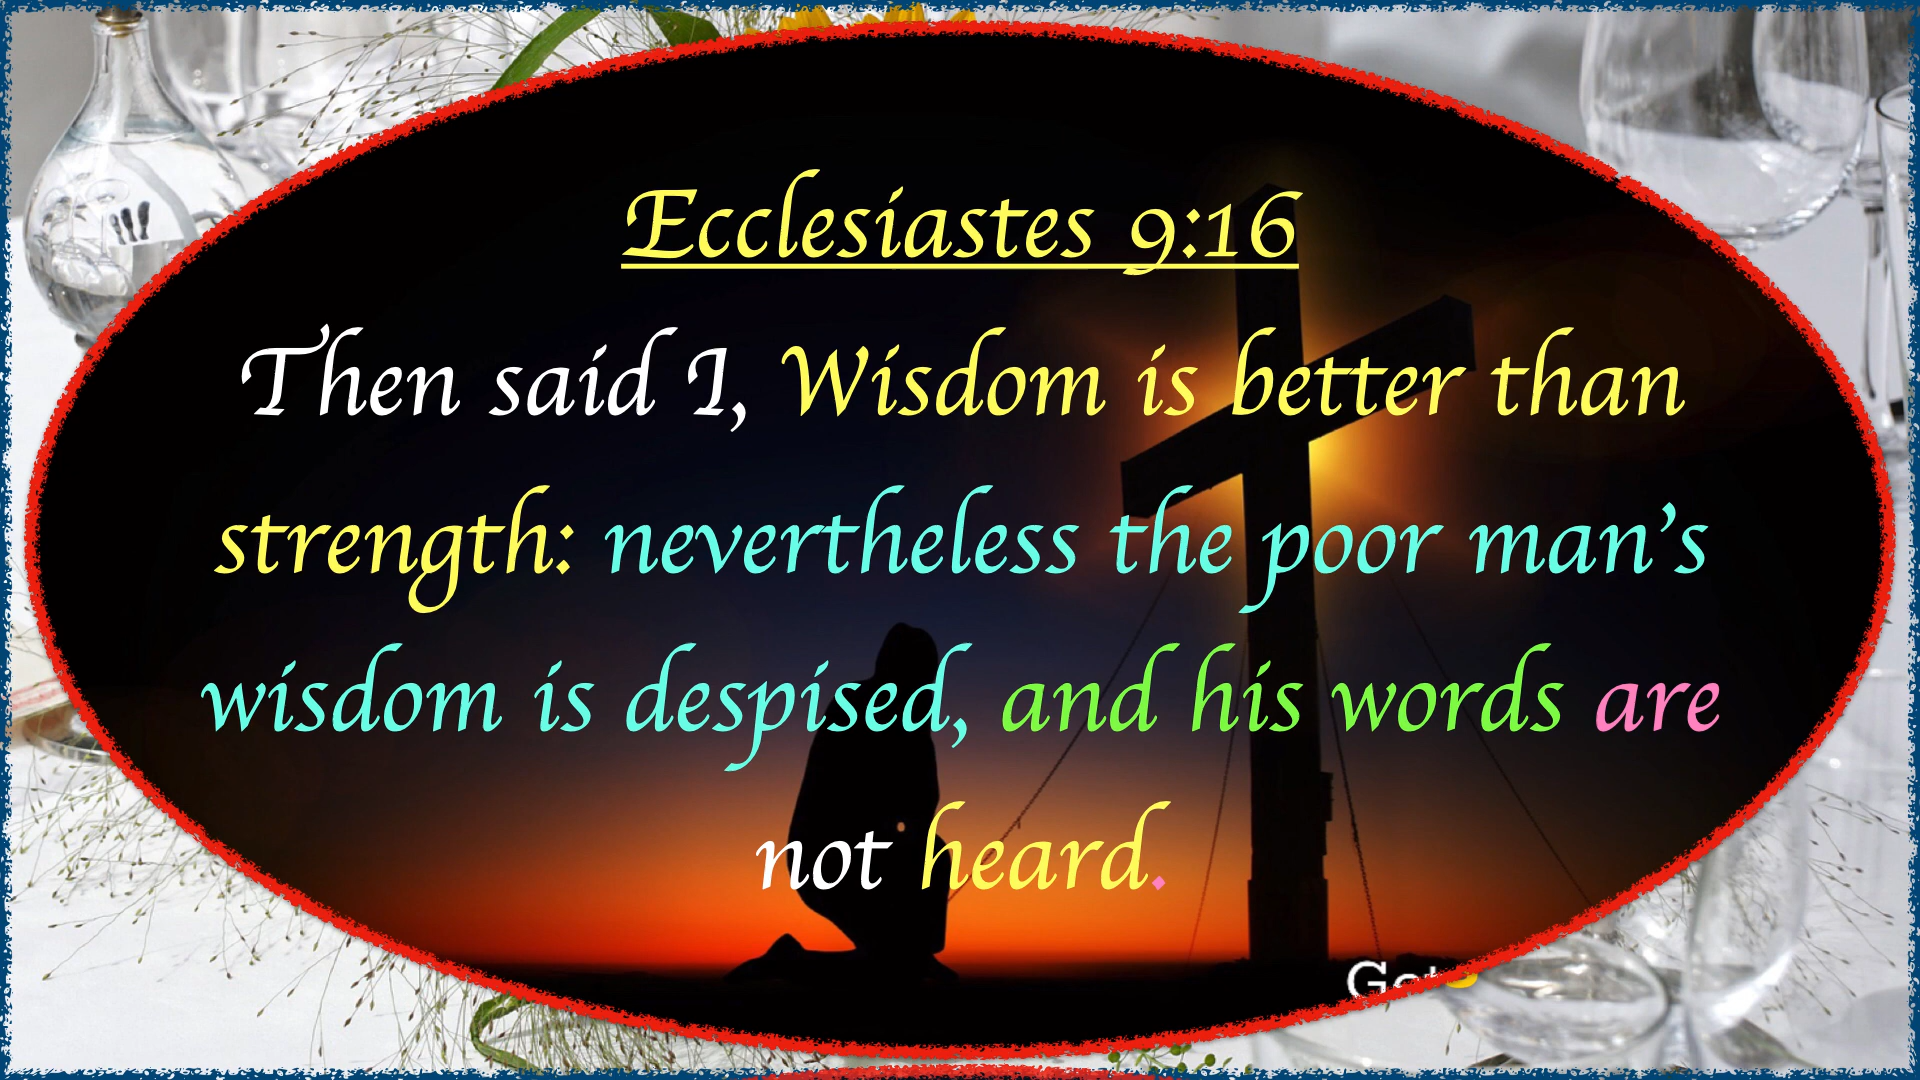 Ecclesiastes 9:16
Then said I, Wisdom is better than
strength: nevertheless the poor man's
wisdom is despised, and his words are
not heard.